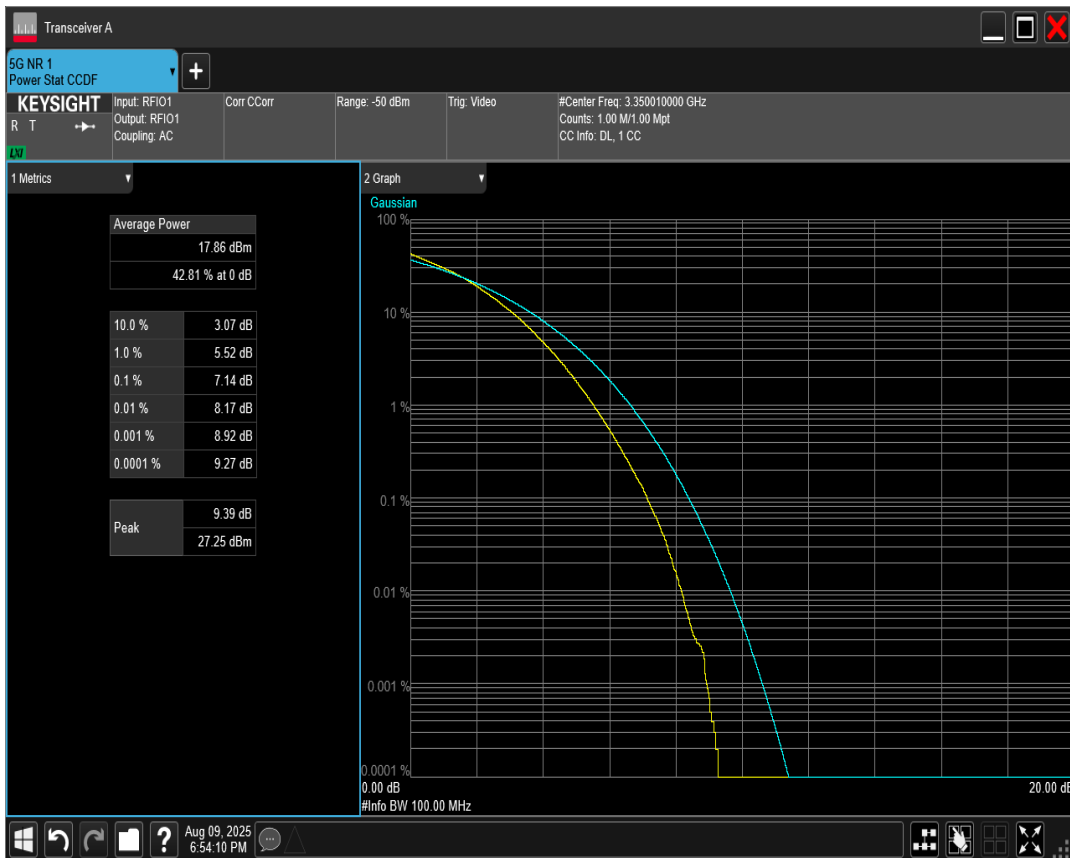 Transceiver A
5G NR 1
Power Stat CCDF
KEYSIGHT
R T
LXI
Input: RFIO1
Output: RFIO1
Coupling: AC
Corr CCorr
Range: -50 dBm
Trig: Video
#Center Freq: 3.350010000 GHz
Counts: 1.00 M/1.00 Mpt
CC Info: DL, 1 CC
1 Metrics
Average Power
17.86 dBm
42.81 % at 0 dB
10.0 % 3.07 dB
1.0 % 5.52 dB
0.1 % 7.14 dB
0.01 % 8.17 dB
0.001 % 8.92 dB
0.0001 % 9.27 dB
Peak
9.39 dB
27.25 dBm
2 Graph
Gaussian
100 %
10 %
1 %
0.1 %
0.01 %
0.001 %
0.0001 %
0.00 dB 20.00 dB
#Info BW 100.00 MHz
?
Aug 09, 2025
6:54:10 PM